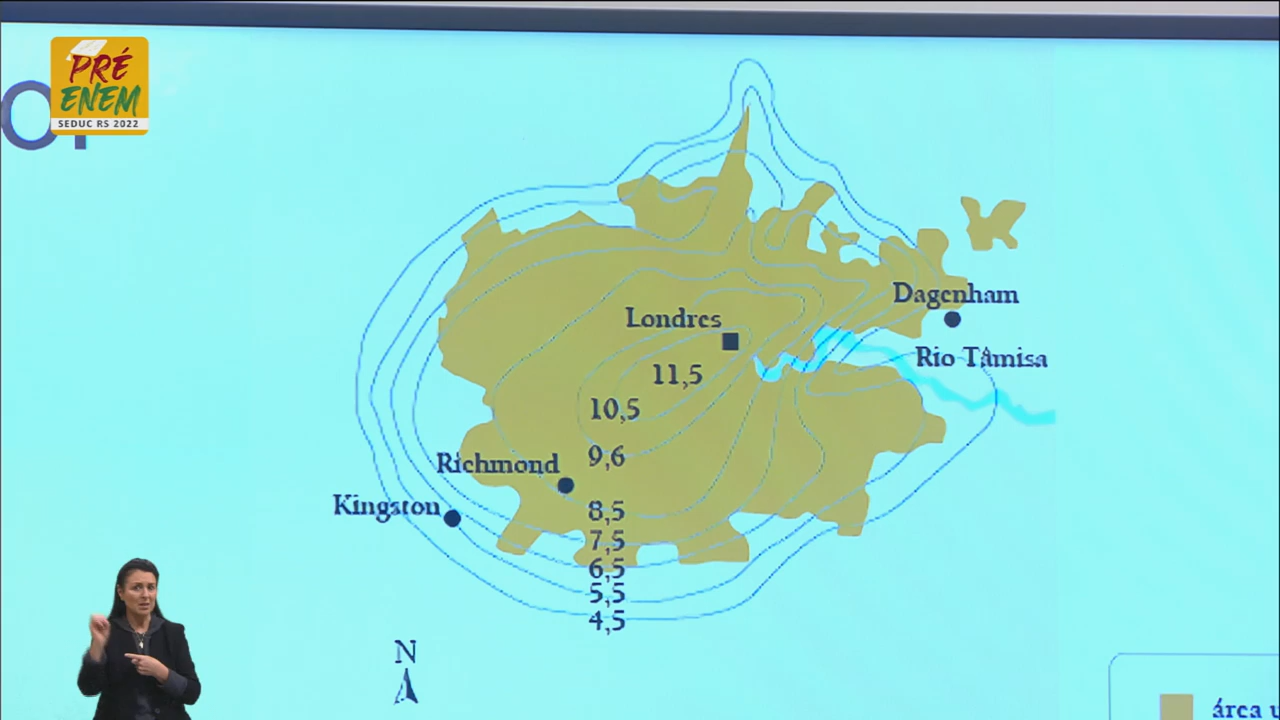 PRÉ
ENEM
SEDUC RS 2022
Dagenham
Londres
Rio Tâmisa
11,5
10,5
9,6
Richmond
Kingston
8,5
7,5
6,5
5,5
4,5
N
área